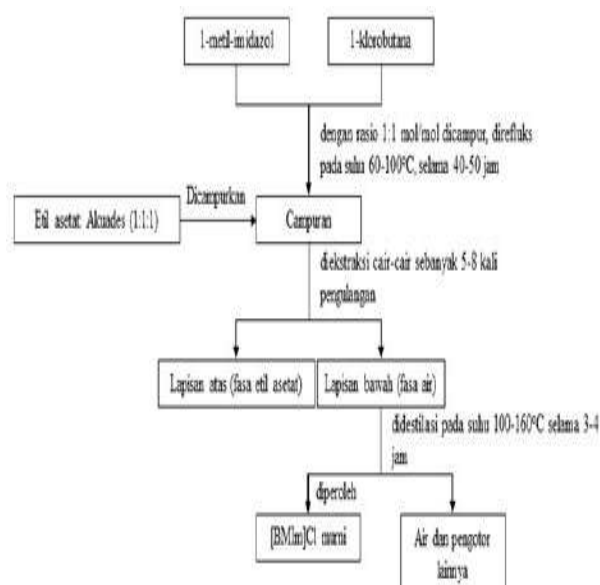 1-metil-imidazol
1-klorobutana
dengan rasio 1:1 mol/mol dicampur, direfluks
pada suhu 60-100°C, selama 40-50 jam
Dicampurkan
Etil asetat: Akuades (1:1:1)
Campuran
diekstraksi cair-cair sebanyak 5-8 kali
pengulangan
Lapisan atas (fasa etil asetat)
Lapisan bawah (fasa air)
didestilasi pada suhu 100-160°C selama 3-4
jam
diperoleh
[BMIm]Cl murni
Air dan pengotor
lainnya